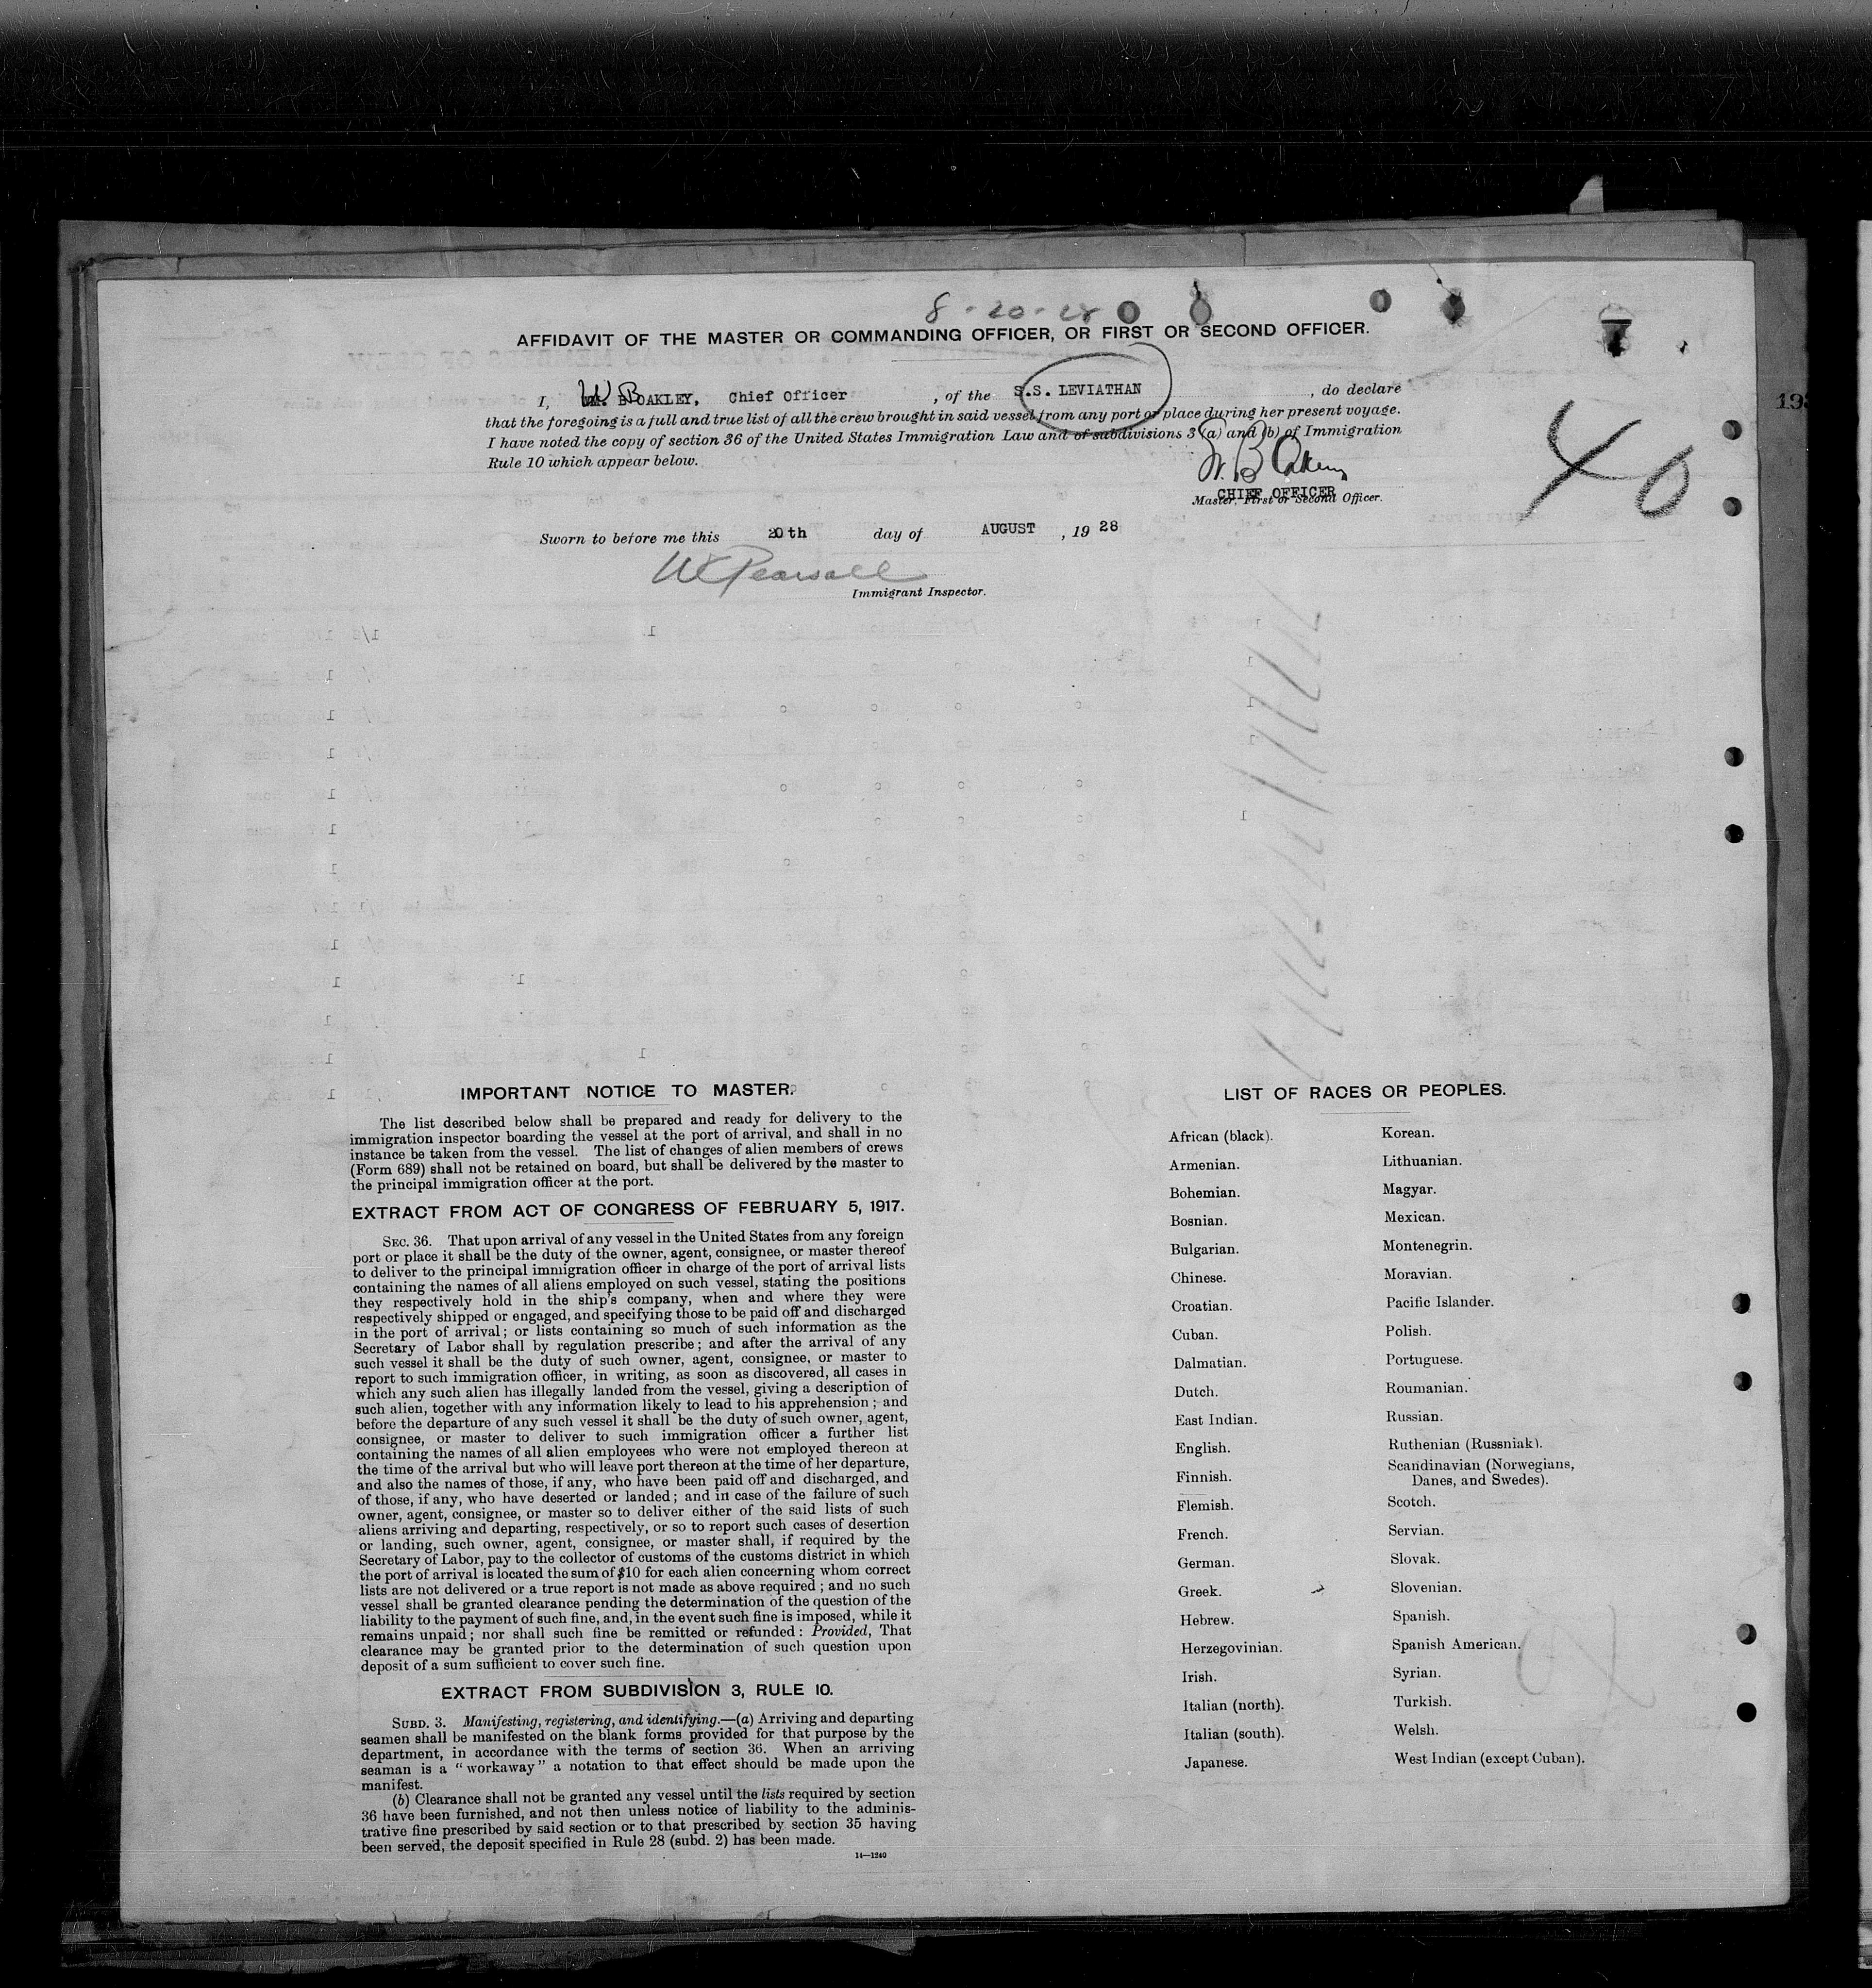 8-20-28
AFFIDAVIT OF THE MASTER OR COMMANDING OFFICER, OR FIRST OR SECOND OFFICER.
I, W B OAKLEY, Chief Officer, of the S.S. LEVIATHAN, do declare
that the foregoing is a full and true list of all the crew brought in said vessel from any port or place during her present voyage.
I have noted the copy of section 36 of the United States Immigration Law and of subdivisions 3 (a) and (b) of Immigration
Rule 10 which appear below.
W. B Oakley
CHIEF OFFICER
Master, First or Second Officer.
40
193
Sworn to before me this 20th day of AUGUST, 1928
W Pearsall
Immigrant Inspector.
IMPORTANT NOTICE TO MASTER.
The list described below shall be prepared and ready for delivery to the
immigration inspector boarding the vessel at the port of arrival, and shall in no
instance be taken from the vessel. The list of changes of alien members of crews
(Form 689) shall not be retained on board, but shall be delivered by the master to
the principal immigration officer at the port.
EXTRACT FROM ACT OF CONGRESS OF FEBRUARY 5, 1917.
SEC. 36. That upon arrival of any vessel in the United States from any foreign
port or place it shall be the duty of the owner, agent, consignee, or master thereof
to deliver to the principal immigration officer in charge of the port of arrival lists
containing the names of all aliens employed on such vessel, stating the positions
they respectively hold in the ship's company, when and where they were
respectively shipped or engaged, and specifying those to be paid off and discharged
in the port of arrival; or lists containing so much of such information as the
Secretary of Labor shall by regulation prescribe; and after the arrival of any
such vessel it shall be the duty of such owner, agent, consignee, or master to
report to such immigration officer, in writing, as soon as discovered, all cases in
which any such alien has illegally landed from the vessel, giving a description of
such alien, together with any information likely to lead to his apprehension; and
before the departure of any such vessel it shall be the duty of such owner, agent,
consignee, or master to deliver to such immigration officer a further list
containing the names of all alien employees who were not employed thereon at
the time of the arrival but who will leave port thereon at the time of her departure,
and also the names of those, if any, who have been paid off and discharged, and
of those, if any, who have deserted or landed; and in case of the failure of such
owner, agent, consignee, or master so to deliver either of the said lists of such
aliens arriving and departing, respectively, or so to report such cases of desertion
or landing, such owner, agent, consignee, or master shall, if required by the
Secretary of Labor, pay to the collector of customs of the customs district in which
the port of arrival is located the sum of $10 for each alien concerning whom correct
lists are not delivered or a true report is not made as above required; and no such
vessel shall be granted clearance pending the determination of the question of the
liability to the payment of such fine, and, in the event such fine is imposed, while it
remains unpaid; nor shall such fine be remitted or refunded: Provided, That
clearance may be granted prior to the determination of such question upon
deposit of a sum sufficient to cover such fine.
EXTRACT FROM SUBDIVISION 3, RULE 10.
SUBD. 3. Manifesting, registering, and identifying.—(a) Arriving and departing
seamen shall be manifested on the blank forms provided for that purpose by the
department, in accordance with the terms of section 36. When an arriving
seaman is a "workaway" a notation to that effect should be made upon the
manifest.
(b) Clearance shall not be granted any vessel until the lists required by section
36 have been furnished, and not then unless notice of liability to the adminis-
trative fine prescribed by said section or to that prescribed by section 35 having
been served, the deposit specified in Rule 28 (subd. 2) has been made.
14—1240
LIST OF RACES OR PEOPLES.
African (black).
Armenian.
Bohemian.
Bosnian.
Bulgarian.
Chinese.
Croatian.
Cuban.
Dalmatian.
Dutch.
East Indian.
English.
Finnish.
Flemish.
French.
German.
Greek.
Hebrew.
Herzegovinian.
Irish.
Italian (north).
Italian (south).
Japanese.
Korean.
Lithuanian.
Magyar.
Mexican.
Montenegrin.
Moravian.
Pacific Islander.
Polish.
Portuguese.
Roumanian.
Russian.
Ruthenian (Russniak).
Scandinavian (Norwegians,
Danes, and Swedes).
Scotch.
Servian.
Slovak.
Slovenian.
Spanish.
Spanish American.
Syrian.
Turkish.
Welsh.
West Indian (except Cuban).